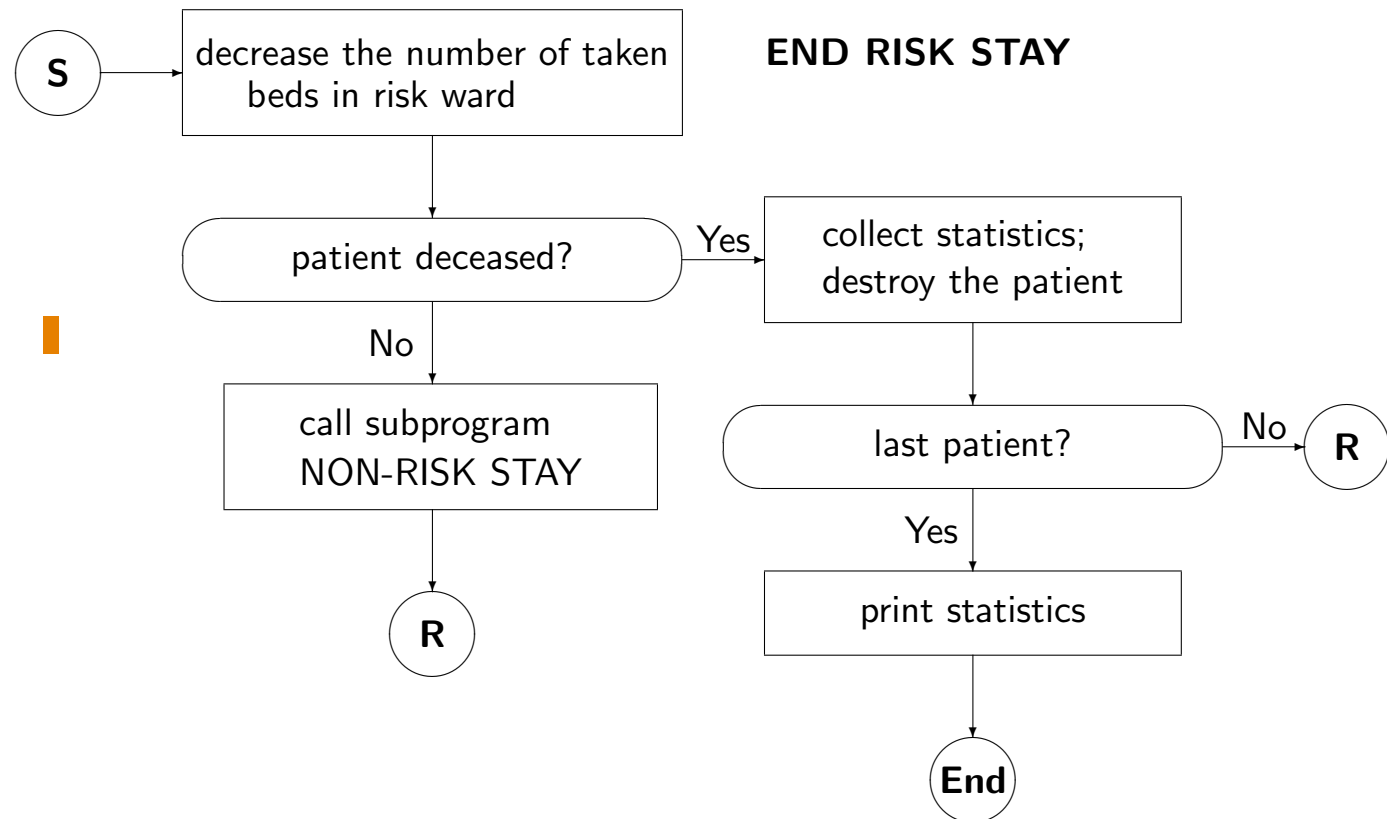 END RISK STAY
S
decrease the number of taken
beds in risk ward
patient deceased?
Yes
collect statistics;
destroy the patient
No
call subprogram
NON-RISK STAY
R
last patient?
No
R
Yes
print statistics
End